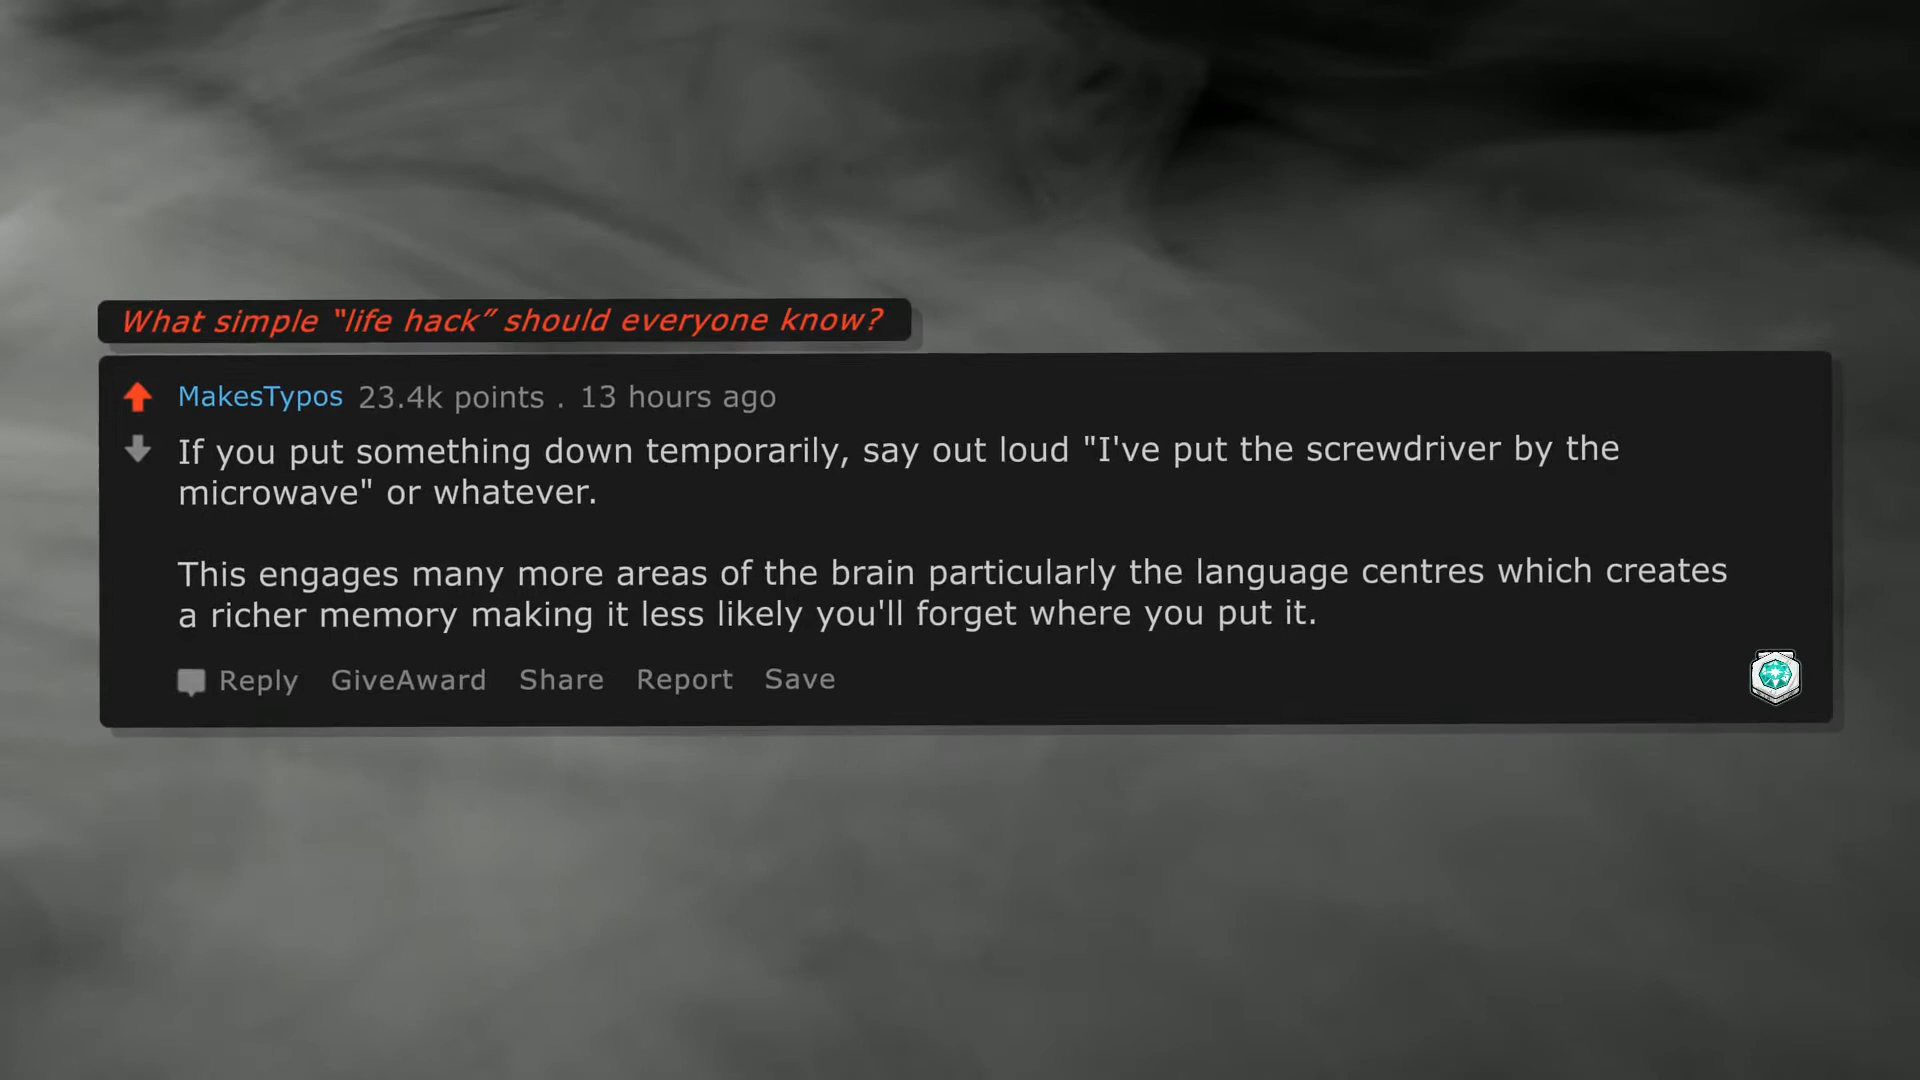 What simple “life hack” should everyone know?
MakesTypos 23.4k points . 13 hours ago
If you put something down temporarily, say out loud "I've put the screwdriver by the
microwave" or whatever.
This engages many more areas of the brain particularly the language centres which creates
a richer memory making it less likely you'll forget where you put it.
Reply GiveAward Share Report Save